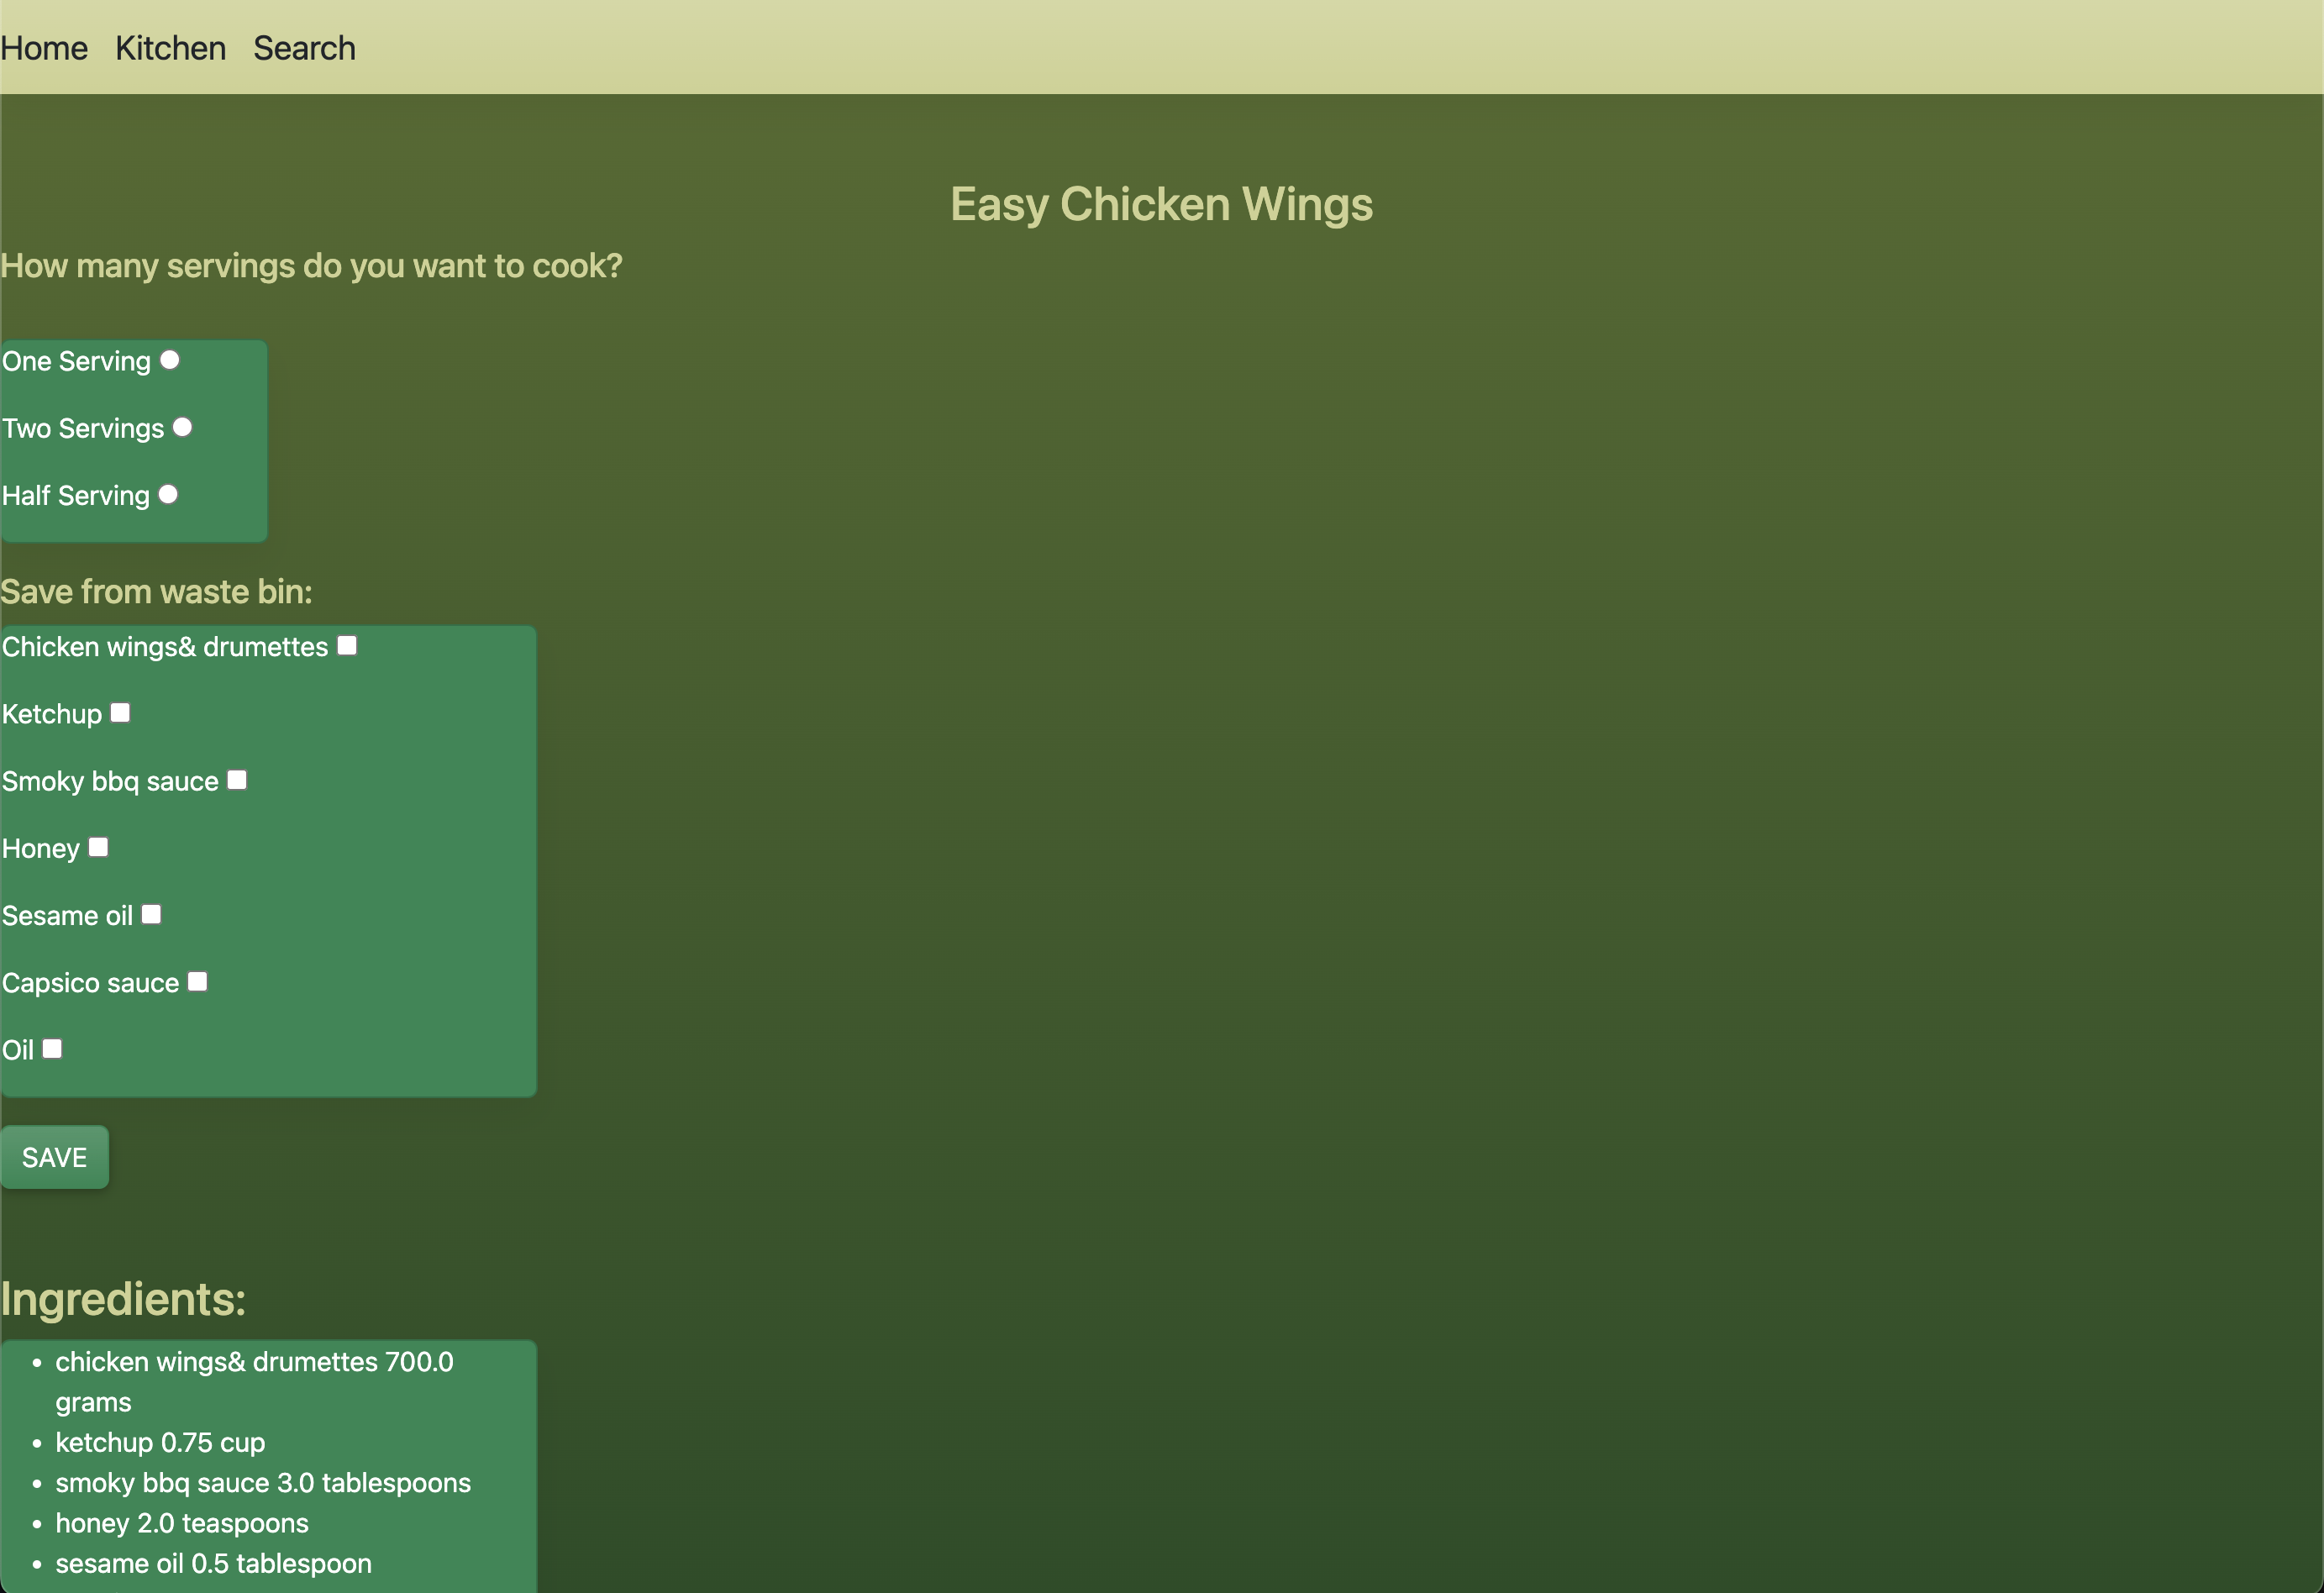 Home Kitchen Search
Easy Chicken Wings
How many servings do you want to cook?
One Serving
Two Servings
Half Serving
Save from waste bin:
Chicken wings& drumettes
Ketchup
Smoky bbq sauce
Honey
Sesame oil
Capsico sauce
Oil
SAVE
Ingredients:
• chicken wings& drumettes 700.0
grams
• ketchup 0.75 cup
• smoky bbq sauce 3.0 tablespoons
• honey 2.0 teaspoons
• sesame oil 0.5 tablespoon